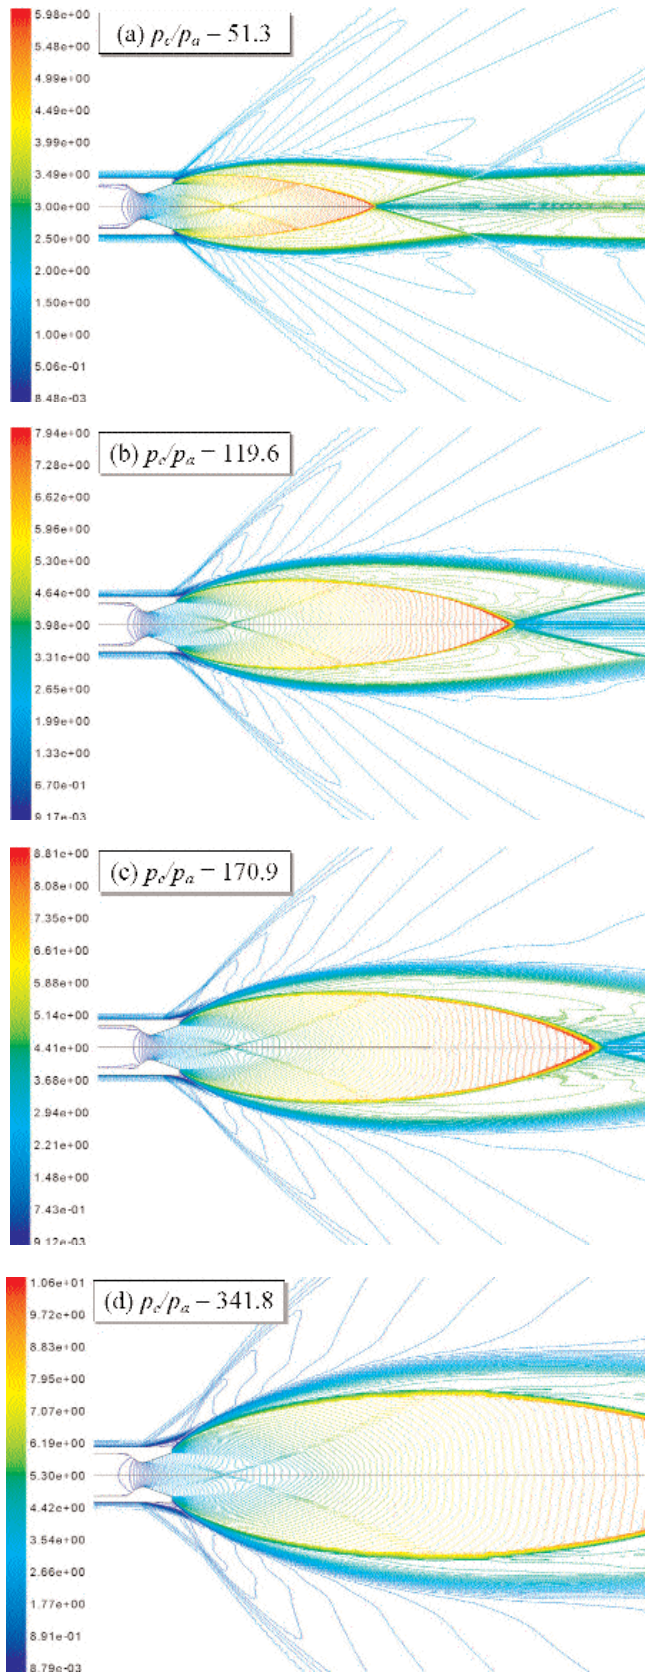 (a) pc/pa – 51.3
5.98e+00
5.48e+00
4.99e+00
4.49e+00
3.99e+00
3.49e+00
3.00e+00
2.50e+00
2.00e+00
1.50e+00
1.00e+00
5.06e-01
8.48e-03
(b) pc/pa – 119.6
7.94e+00
7.28e+00
6.62e+00
5.96e+00
5.30e+00
4.64e+00
3.98e+00
3.31e+00
2.65e+00
1.99e+00
1.33e+00
6.70e-01
9.17e-03
(c) pc/pa – 170.9
8.81e+00
8.08e+00
7.35e+00
6.61e+00
5.88e+00
5.14e+00
4.41e+00
3.68e+00
2.94e+00
2.21e+00
1.48e+00
7.43e-01
9.12e-03
(d) pc/pa – 341.8
1.06e+01
9.72e+00
8.83e+00
7.95e+00
7.07e+00
6.19e+00
5.30e+00
4.42e+00
3.54e+00
2.66e+00
1.77e+00
8.91e-01
8.79e-03